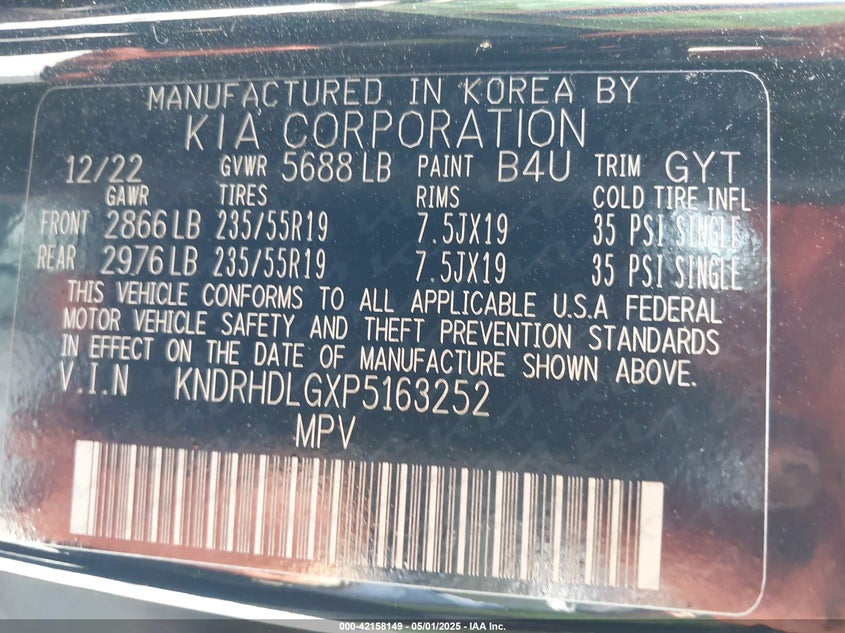 MANUFACTURED IN KOREA BY
KIA CORPORATION
12/22 GVWR 5688 LB PAINT B4U TRIM GYT
GAWR TIRES RIMS COLD TIRE INFL
FRONT 2866 LB 235/55R19 7.5JX19 35 PSI SINGLE
REAR 2976 LB 235/55R19 7.5JX19 35 PSI SINGLE
THIS VEHICLE CONFORMS TO ALL APPLICABLE U.S.A FEDERAL
MOTOR VEHICLE SAFETY AND THEFT PREVENTION STANDARDS
IN EFFECT ON THE DATE OF MANUFACTURE SHOWN ABOVE.
V.I.N KNDRHDLGXP5163252
MPV
000-42158149 - 05/01/2025 - IAA Inc.